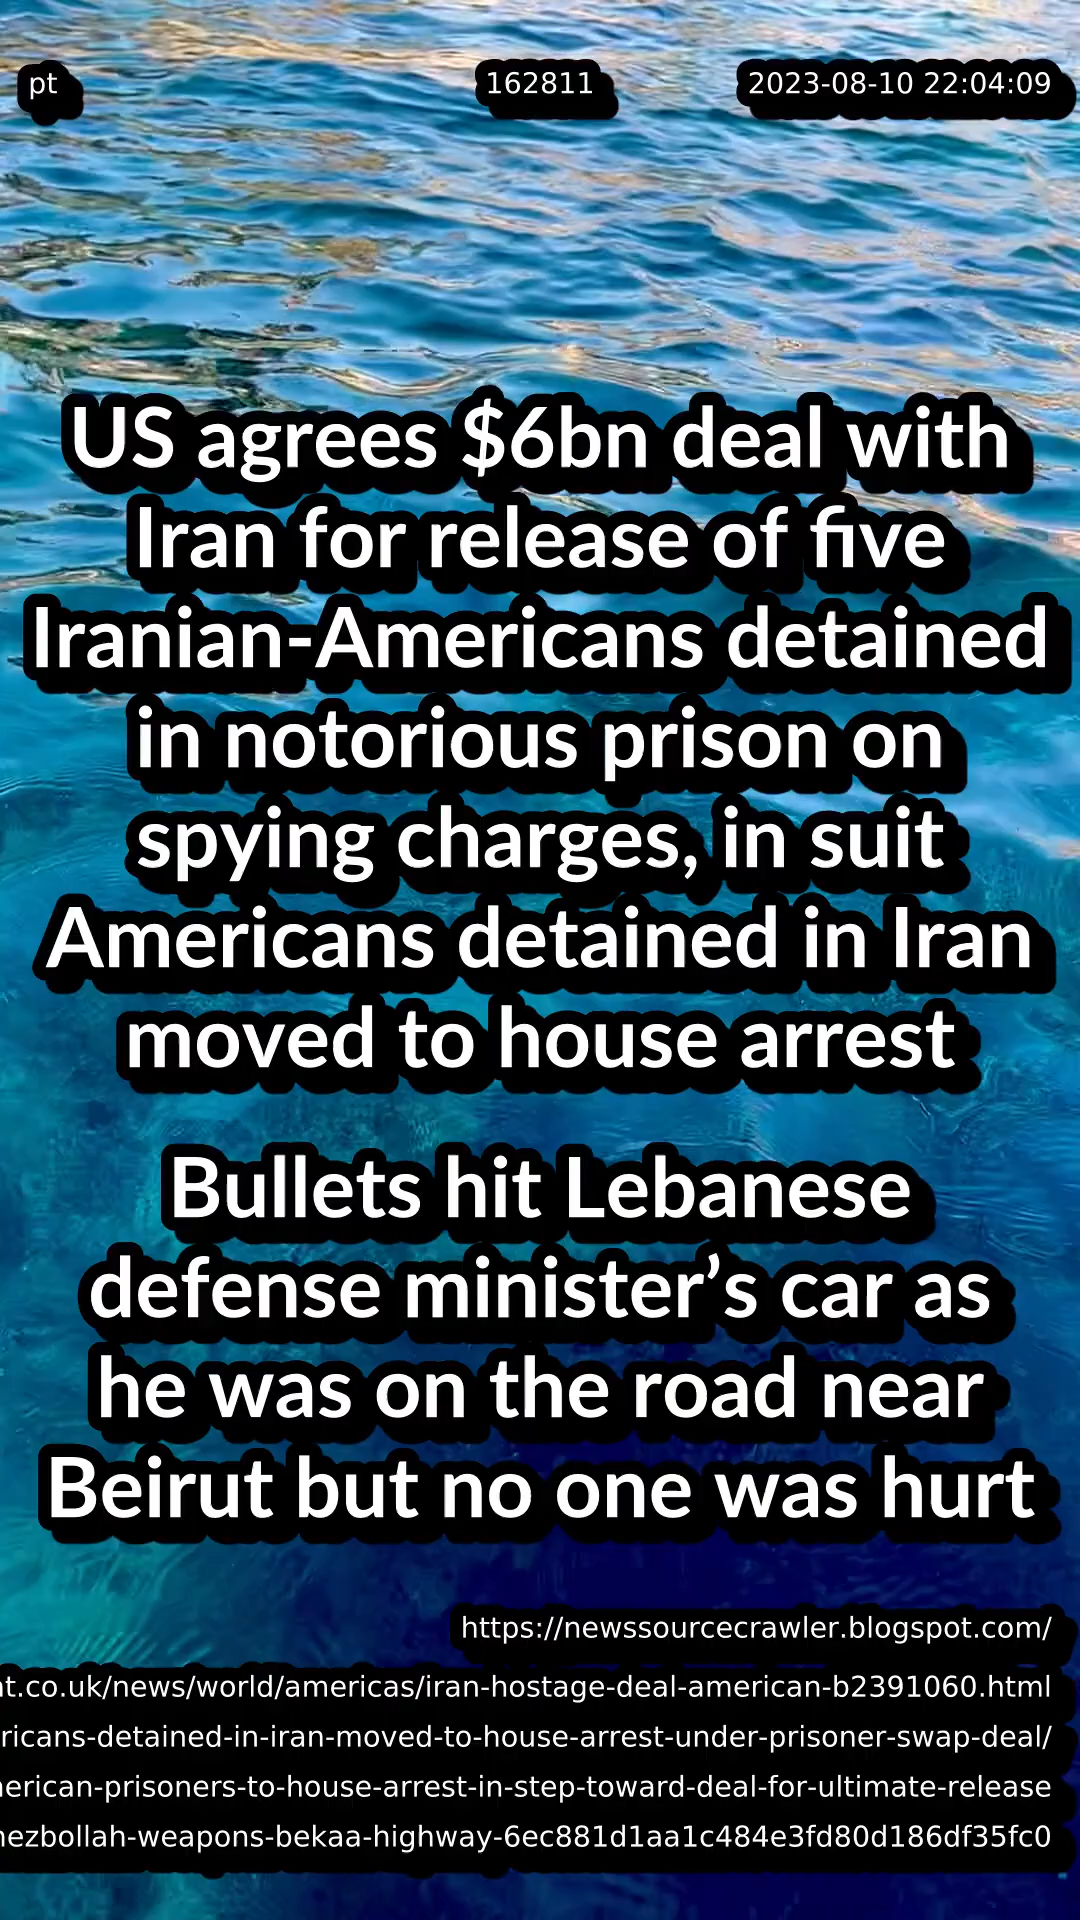 pt 162811 2023-08-10 22:04:09
US agrees $6bn deal with
Iran for release of five
Iranian-Americans detained
in notorious prison on
spying charges, in suit
Americans detained in Iran
moved to house arrest
Bullets hit Lebanese
defense minister’s car as
he was on the road near
Beirut but no one was hurt
https://newssourcecrawler.blogspot.com/
t.co.uk/news/world/americas/iran-hostage-deal-american-b2391060.html
ricans-detained-in-iran-moved-to-house-arrest-under-prisoner-swap-deal/
erican-prisoners-to-house-arrest-in-step-toward-deal-for-ultimate-release
hezbollah-weapons-bekaa-highway-6ec881d1aa1c484e3fd80d186df35fc0